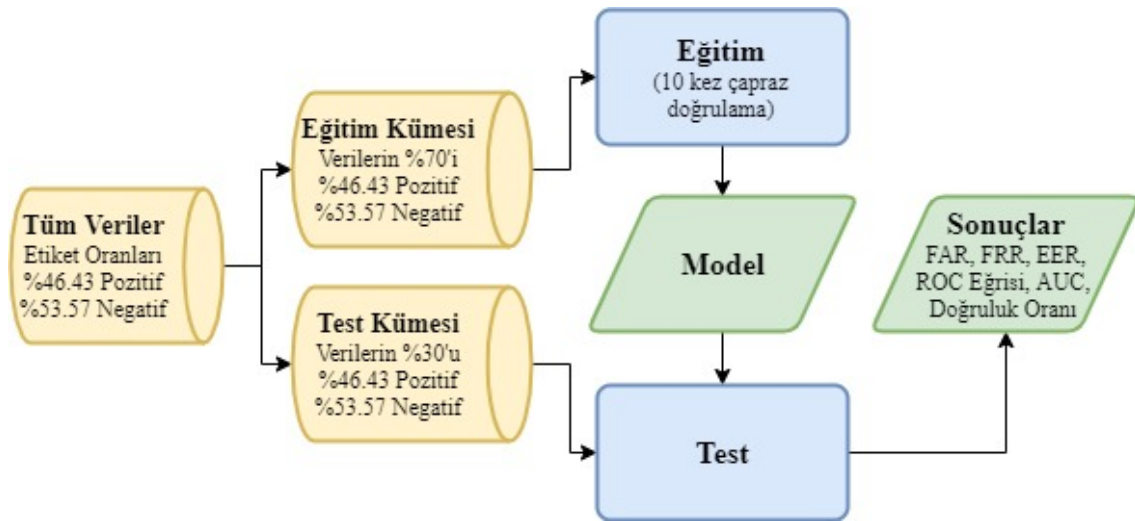 Tüm Veriler
Etiket Oranları
%46.43 Pozitif
%53.57 Negatif
Eğitim Kümesi
Verilerin %70'i
%46.43 Pozitif
%53.57 Negatif
Test Kümesi
Verilerin %30'u
%46.43 Pozitif
%53.57 Negatif
Eğitim
(10 kez çapraz
doğrulama)
Model
Test
Sonuçlar
FAR, FRR, EER,
ROC Eğrisi, AUC,
Doğruluk Oranı